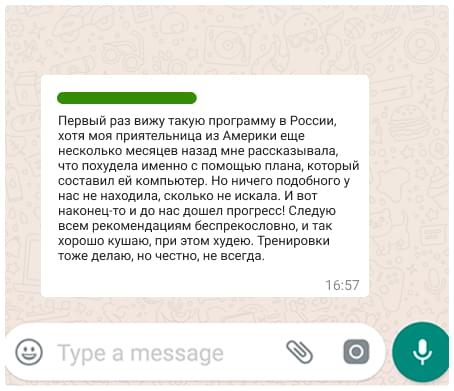 Первый раз вижу такую программу в России,
хотя моя приятельница из Америки еще
несколько месяцев назад мне рассказывала,
что похудела именно с помощью плана, который
составил ей компьютер. Но ничего подобного у
нас не находила, сколько не искала. И вот
наконец-то и до нас дошел прогресс! Следую
всем рекомендациям беспрекословно, и так
хорошо кушаю, при этом худею. Тренировки
тоже делаю, но честно, не всегда.
16:57
Type a message